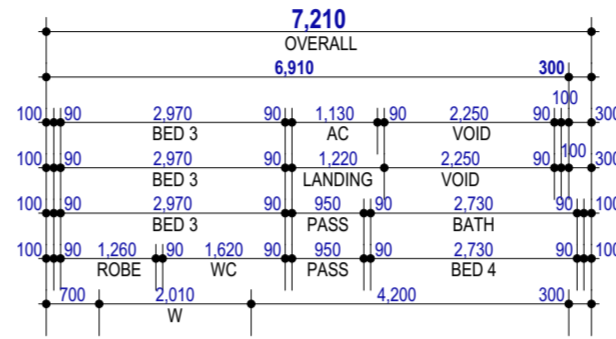 7,210
OVERALL
6,910 300
100
100 90 2,970 90 1,130 90 2,250 90 300
BED 3 AC VOID
100
100 90 2,970 90 1,220 2,250 90 300
BED 3 LANDING VOID
100 90 2,970 90 950 90 2,730 90 100
BED 3 PASS BATH
100 90 1,260 90 1,620 90 950 90 2,730 90 100
ROBE WC PASS BED 4
700 2,010 4,200 300
W